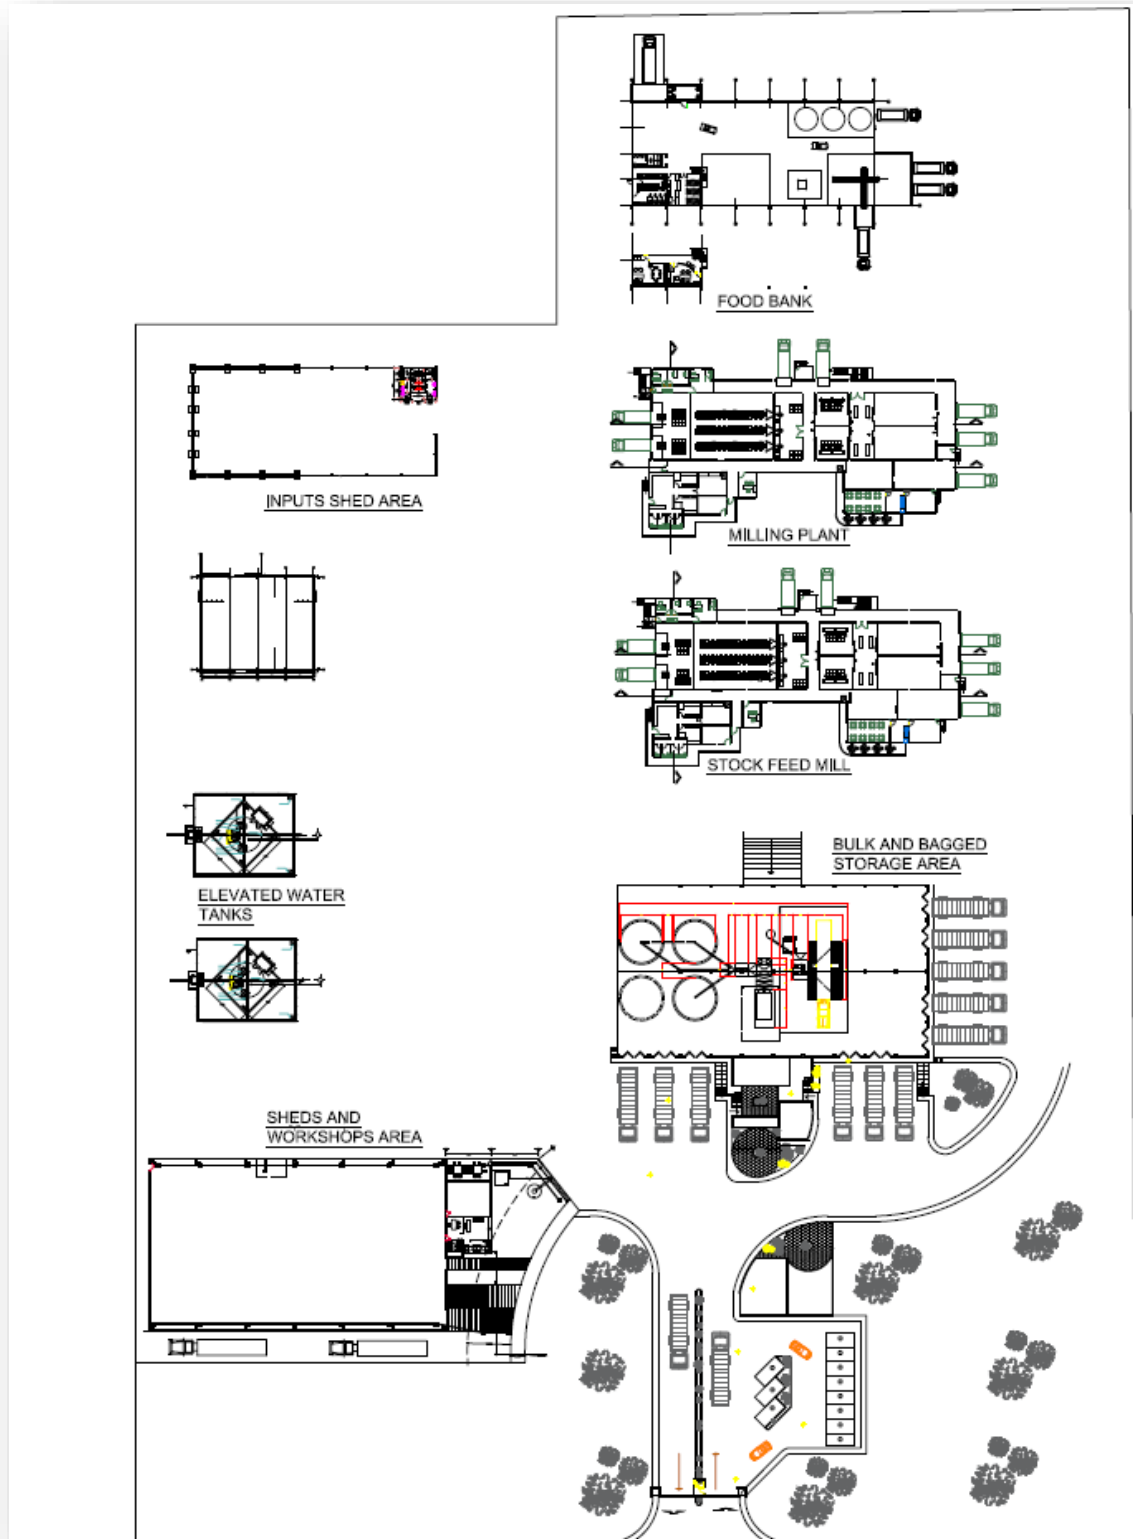 FOOD BANK
INPUTS SHED AREA
MILLING PLANT
STOCK FEED MILL
BULK AND BAGGED
STORAGE AREA
ELEVATED WATER
TANKS
SHEDS AND
WORKSHOPS AREA